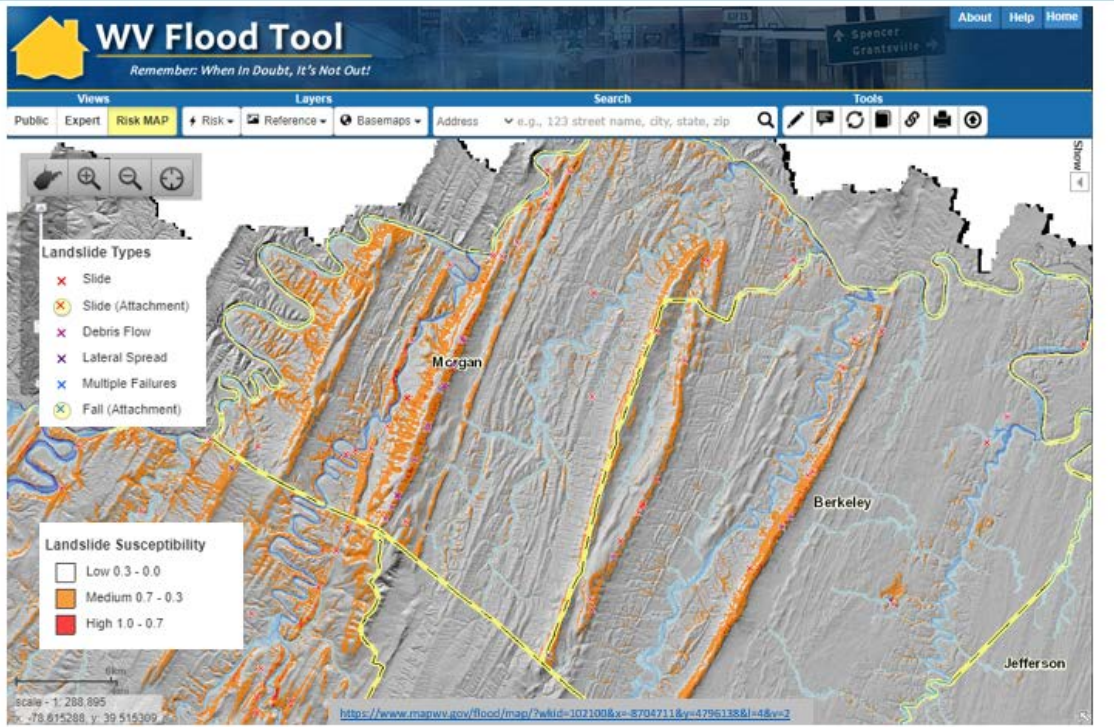 WV Flood Tool
Remember: When In Doubt, It's Not Out!
Spencer
Grantsville
About Help Home
Views Layers Search Tools
Public Expert Risk MAP Risk Reference Basemaps Address e.g., 123 street name, city, state, zip
Show
Landslide Types
Slide
Slide (Attachment)
Debris Flow
Lateral Spread
Multiple Failures
Fall (Attachment)
Morgan
Berkeley
Landslide Susceptibility
Low 0.3 - 0.0
Medium 0.7 - 0.3
High 1.0 - 0.7
Jefferson
6km
scale - 1: 288,895
x: -78.815288, y: 39.515309
https://www.mapwv.gov/flood/map/?wkid=102100&x=-8704711&y=4796138&l=4&v=2